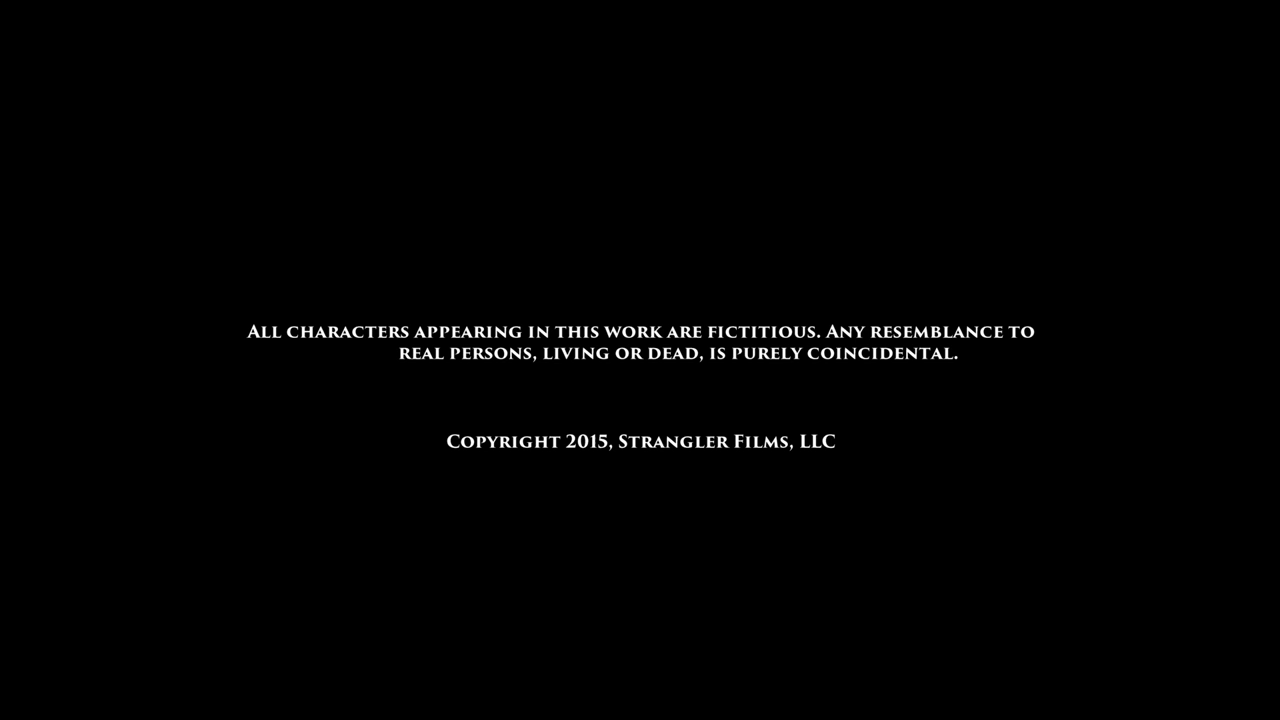 All characters appearing in this work are fictitious. Any resemblance to
real persons, living or dead, is purely coincidental.
Copyright 2015, Strangler Films, LLC